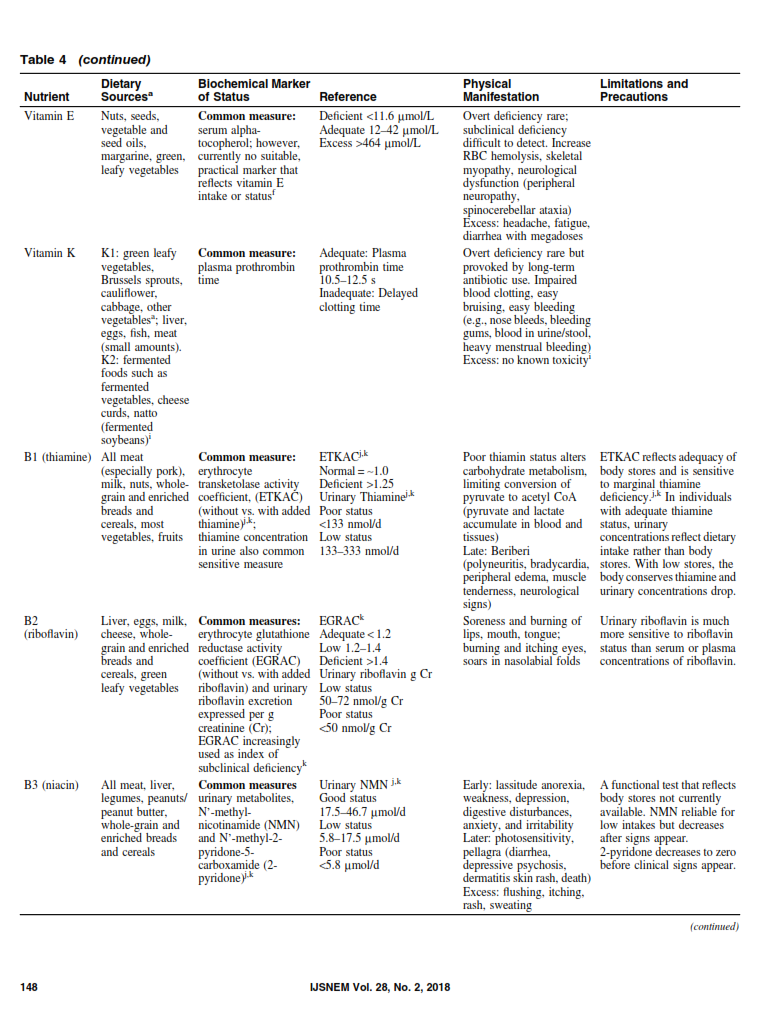 Table 4 (continued)
Nutrient
Dietary
Sourcesᵃ
Biochemical Marker
of Status
Reference
Physical
Manifestation
Limitations and
Precautions
Vitamin E
Nuts, seeds,
vegetable and
seed oils,
margarine, green,
leafy vegetables
Common measure:
serum alpha-
tocopherol; however,
currently no suitable,
practical marker that
reflects vitamin E
intake or statusᶠ
Deficient <11.6 μmol/L
Adequate 12–42 μmol/L
Excess >464 μmol/L
Overt deficiency rare;
subclinical deficiency
difficult to detect. Increase
RBC hemolysis, skeletal
myopathy, neurological
dysfunction (peripheral
neuropathy,
spinocerebellar ataxia)
Excess: headache, fatigue,
diarrhea with megadoses
Vitamin K
K1: green leafy
vegetables,
Brussels sprouts,
cauliflower,
cabbage, other
vegetablesᵃ; liver,
eggs, fish, meat
(small amounts).
K2: fermented
foods such as
fermented
vegetables, cheese
curds, natto
(fermented
soybeans)ⁱ
Common measure:
plasma prothrombin
time
Adequate: Plasma
prothrombin time
10.5–12.5 s
Inadequate: Delayed
clotting time
Overt deficiency rare but
provoked by long-term
antibiotic use. Impaired
blood clotting, easy
bruising, easy bleeding
(e.g., nose bleeds, bleeding
gums, blood in urine/stool,
heavy menstrual bleeding)
Excess: no known toxicityⁱ
B1 (thiamine)
All meat
(especially pork),
milk, nuts, whole-
grain and enriched
breads and
cereals, most
vegetables, fruits
Common measure:
erythrocyte
transketolase activity
coefficient, (ETKAC)
(without vs. with added
thiamine)ʲ,ᵏ;
thiamine concentration
in urine also common
sensitive measure
ETKACʲ,ᵏ
Normal = ~1.0
Deficient >1.25
Urinary Thiamineʲ,ᵏ
Poor status
<133 nmol/d
Low status
133–333 nmol/d
Poor thiamin status alters
carbohydrate metabolism,
limiting conversion of
pyruvate to acetyl CoA
(pyruvate and lactate
accumulate in blood and
tissues)
Late: Beriberi
(polyneuritis, bradycardia,
peripheral edema, muscle
tenderness, neurological
signs)
ETKAC reflects adequacy of
body stores and is sensitive
to marginal thiamine
deficiency.ʲ,ᵏ In individuals
with adequate thiamine
status, urinary
concentrations reflect dietary
intake rather than body
stores. With low stores, the
body conserves thiamine and
urinary concentrations drop.
B2
(riboflavin)
Liver, eggs, milk,
cheese, whole-
grain and enriched
breads and
cereals, green
leafy vegetables
Common measures:
erythrocyte glutathione
reductase activity
coefficient (EGRAC)
(without vs. with added
riboflavin) and urinary
riboflavin excretion
expressed per g
creatinine (Cr);
EGRAC increasingly
used as index of
subclinical deficiencyᵏ
EGRACᵏ
Adequate < 1.2
Low 1.2–1.4
Deficient >1.4
Urinary riboflavin g Cr
Low status
50–72 nmol/g Cr
Poor status
<50 nmol/g Cr
Soreness and burning of
lips, mouth, tongue;
burning and itching eyes,
soars in nasolabial folds
Urinary riboflavin is much
more sensitive to riboflavin
status than serum or plasma
concentrations of riboflavin.
B3 (niacin)
All meat, liver,
legumes, peanuts/
peanut butter,
whole-grain and
enriched breads
and cereals
Common measures
urinary metabolites,
N’-methyl-
nicotinamide (NMN)
and N’-methyl-2-
pyridone-5-
carboxamide (2-
pyridone)ʲ,ᵏ
Urinary NMN ʲ,ᵏ
Good status
17.5–46.7 μmol/d
Low status
5.8–17.5 μmol/d
Poor status
<5.8 μmol/d
Early: lassitude anorexia,
weakness, depression,
digestive disturbances,
anxiety, and irritability
Later: photosensitivity,
pellagra (diarrhea,
depressive psychosis,
dermatitis skin rash, death)
Excess: flushing, itching,
rash, sweating
A functional test that reflects
body stores not currently
available. NMN reliable for
low intakes but decreases
after signs appear.
2-pyridone decreases to zero
before clinical signs appear.
(continued)
148
IJSNEM Vol. 28, No. 2, 2018